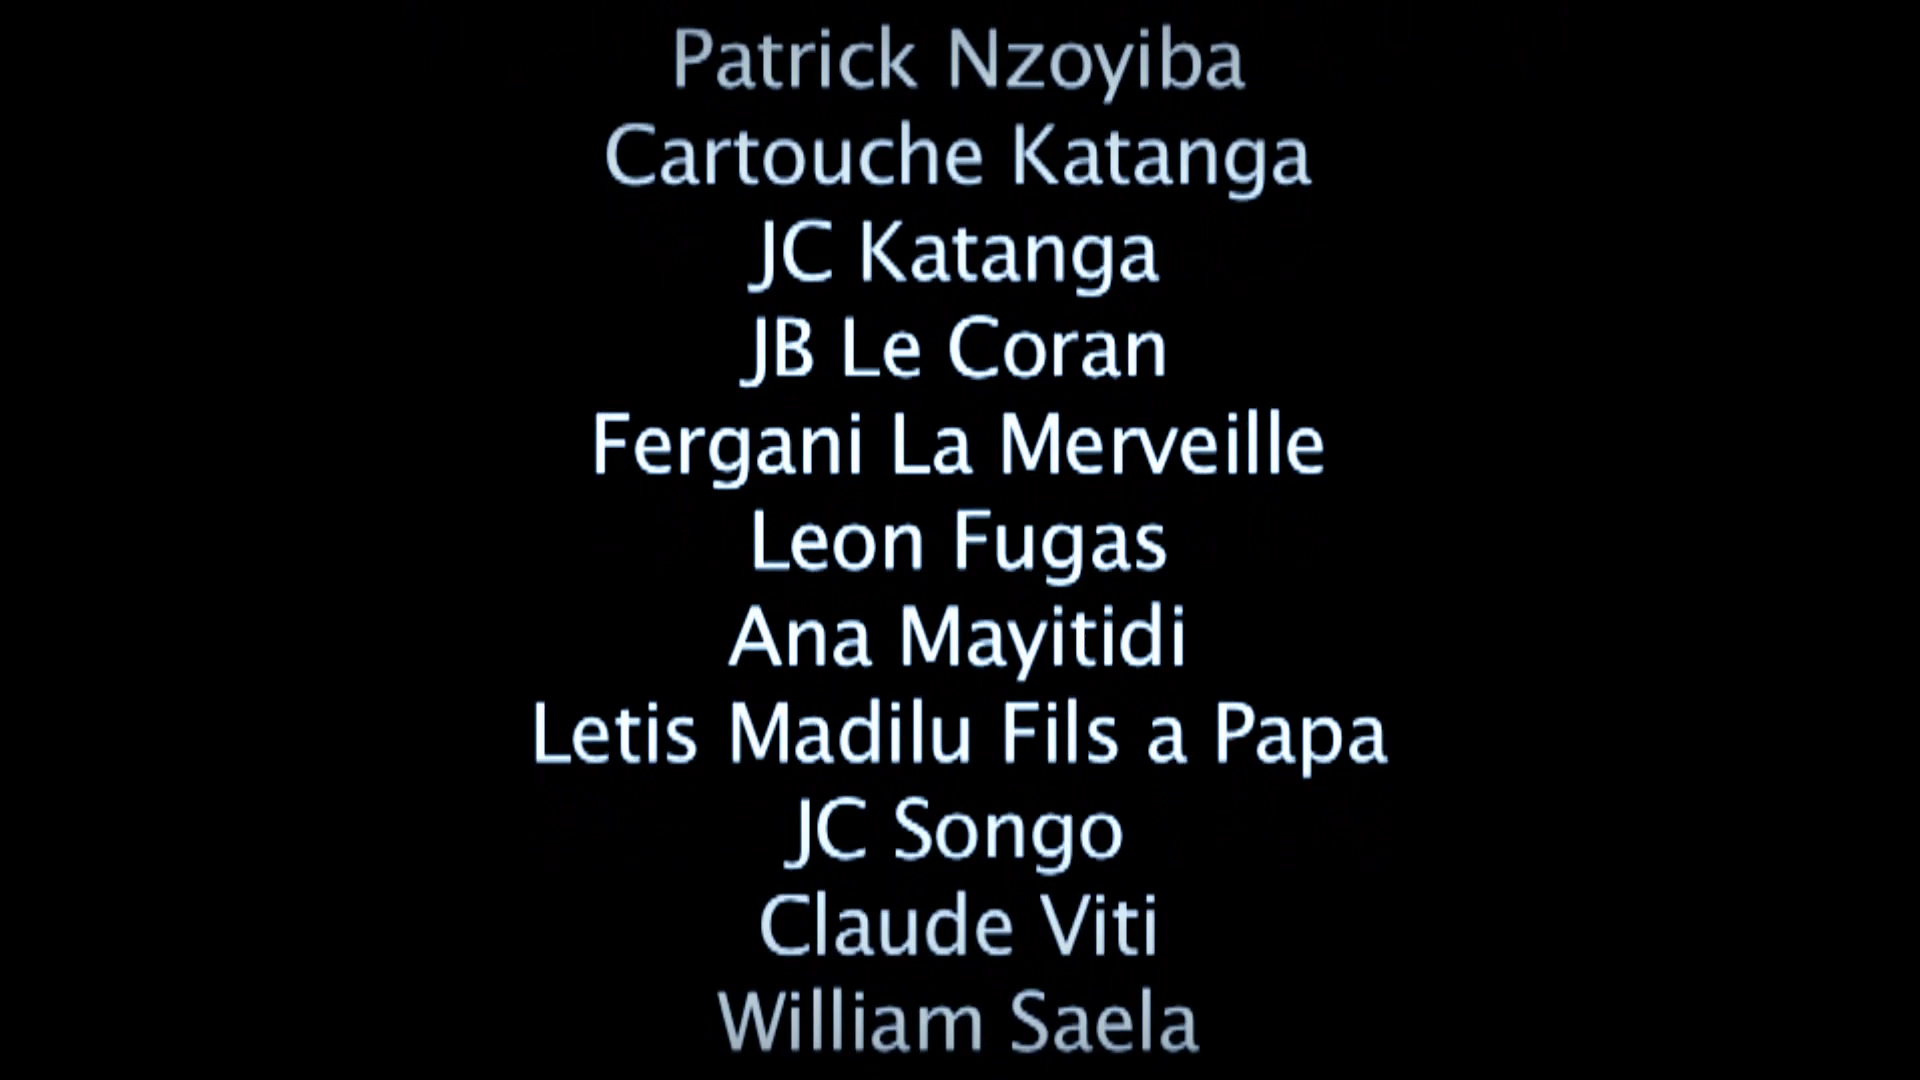 Patrick Nzoyiba
Cartouche Katanga
JC Katanga
JB Le Coran
Fergani La Merveille
Leon Fugas
Ana Mayitidi
Letis Madilu Fils a Papa
JC Songo
Claude Viti
William Saela